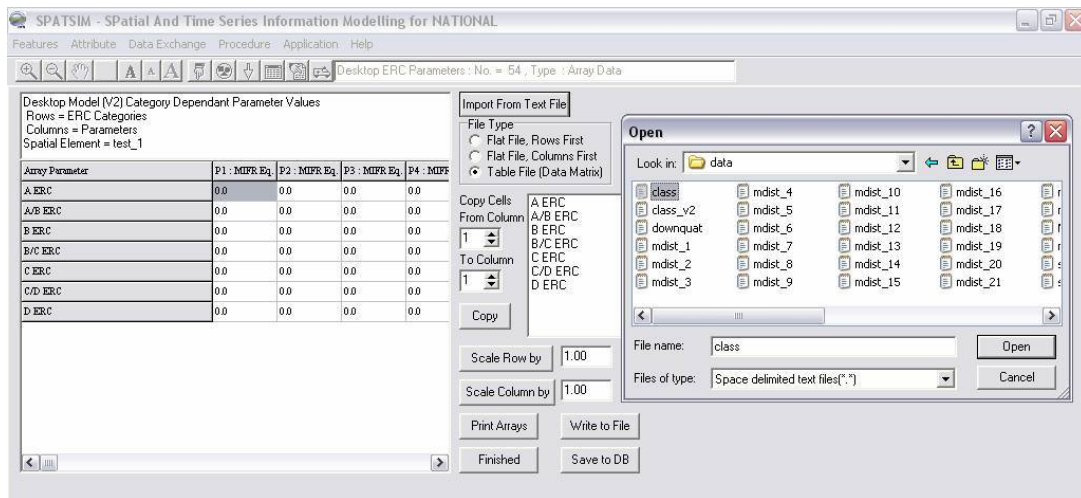 SPATSIM - SPatial And Time Series Information Modelling for NATIONAL
Features Attribute Data Exchange Procedure Application Help
A A A Desktop ERC Parameters : No. = 54 , Type : Array Data
Desktop Model (V2) Category Dependant Parameter Values
Rows = ERC Categories
Columns = Parameters
Spatial Element = test_1
Array Parameter P1 : MIFR Eq. P2 : MIFR Eq. P3 : MIFR Eq. P4 : MIFR
A ERC 0.0 0.0 0.0 0.0
A/B ERC 0.0 0.0 0.0 0.0
B ERC 0.0 0.0 0.0 0.0
B/C ERC 0.0 0.0 0.0 0.0
C ERC 0.0 0.0 0.0 0.0
C/D ERC 0.0 0.0 0.0 0.0
D ERC 0.0 0.0 0.0 0.0
Import From Text File
File Type
Flat File, Rows First
Flat File, Columns First
Table File (Data Matrix)
Copy Cells
From Column
1
To Column
1
Copy
A ERC
A/B ERC
B ERC
B/C ERC
C ERC
C/D ERC
D ERC
Scale Row by 1.00
Scale Column by 1.00
Print Arrays Write to File
Finished Save to DB
Open
Look in: data
class mdist_4 mdist_10 mdist_16
class_v2 mdist_5 mdist_11 mdist_17
downquat mdist_6 mdist_12 mdist_18
mdist_1 mdist_7 mdist_13 mdist_19
mdist_2 mdist_8 mdist_14 mdist_20
mdist_3 mdist_9 mdist_15 mdist_21
File name: class Open
Files of type: Space delimited text files(*.*) Cancel